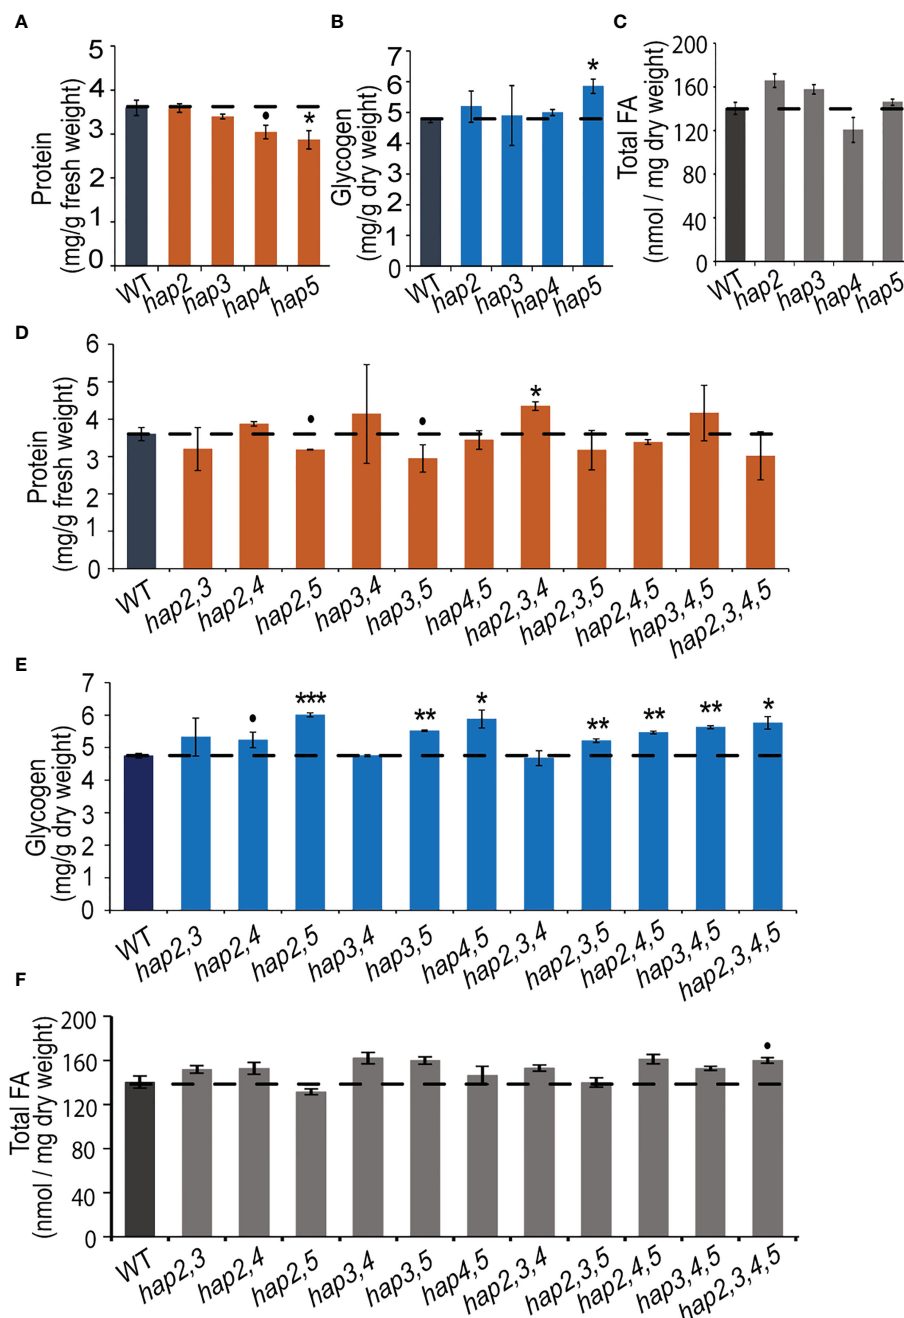 A
Protein
(mg/g fresh weight)
5
4
3
2
1
0
•
*
WT
hap2
hap3
hap4
hap5
B
Glycogen
(mg/g dry weight)
7
6
5
4
3
2
1
0
*
WT
hap2
hap3
hap4
hap5
C
Total FA
(nmol / mg dry weight)
200
160
120
80
40
0
WT
hap2
hap3
hap4
hap5
D
Protein
(mg/g fresh weight)
6
5
4
3
2
1
0
•
•
*
WT
hap2,3
hap2,4
hap2,5
hap3,4
hap3,5
hap4,5
hap2,3,4
hap2,3,5
hap2,4,5
hap3,4,5
hap2,3,4,5
E
Glycogen
(mg/g dry weight)
7
6
5
4
3
2
1
0
•
***
**
*
**
**
**
*
WT
hap2,3
hap2,4
hap2,5
hap3,4
hap3,5
hap4,5
hap2,3,4
hap2,3,5
hap2,4,5
hap3,4,5
hap2,3,4,5
F
Total FA
(nmol / mg dry weight)
200
160
120
80
40
0
•
WT
hap2,3
hap2,4
hap2,5
hap3,4
hap3,5
hap4,5
hap2,3,4
hap2,3,5
hap2,4,5
hap3,4,5
hap2,3,4,5